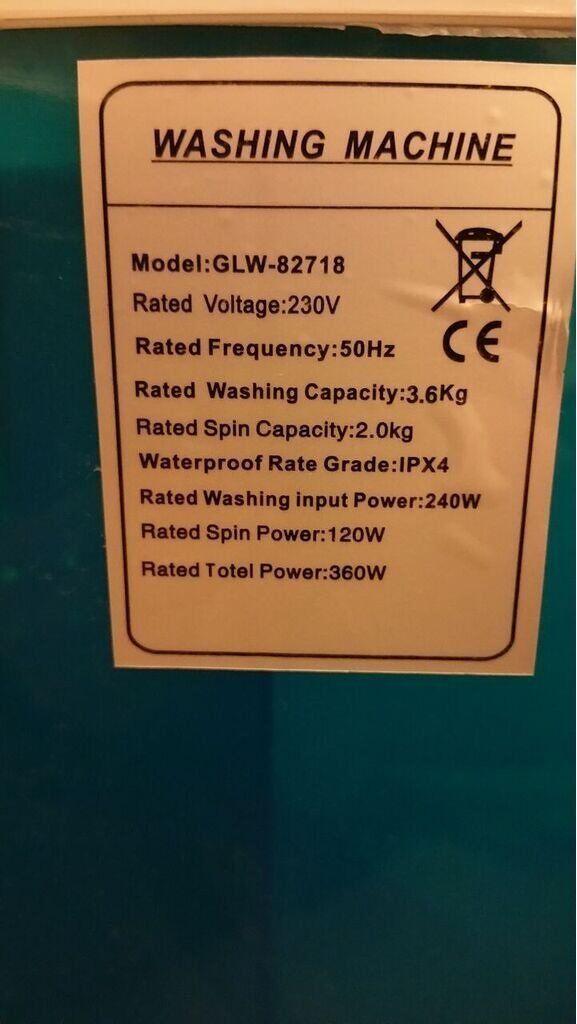 WASHING MACHINE
Model:GLW-82718
Rated Voltage:230V
Rated Frequency:50Hz
CE
Rated Washing Capacity:3.6Kg
Rated Spin Capacity:2.0kg
Waterproof Rate Grade:IPX4
Rated Washing input Power:240W
Rated Spin Power:120W
Rated Totel Power:360W